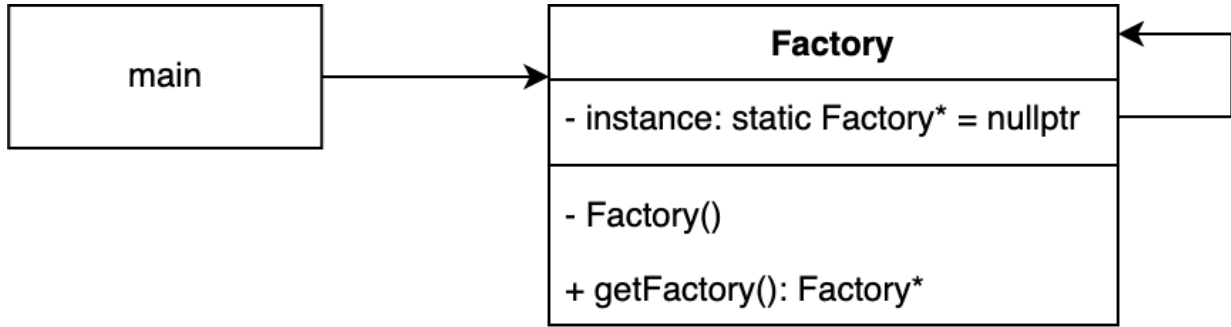 main
Factory
- instance: static Factory* = nullptr
- Factory()
+ getFactory(): Factory*